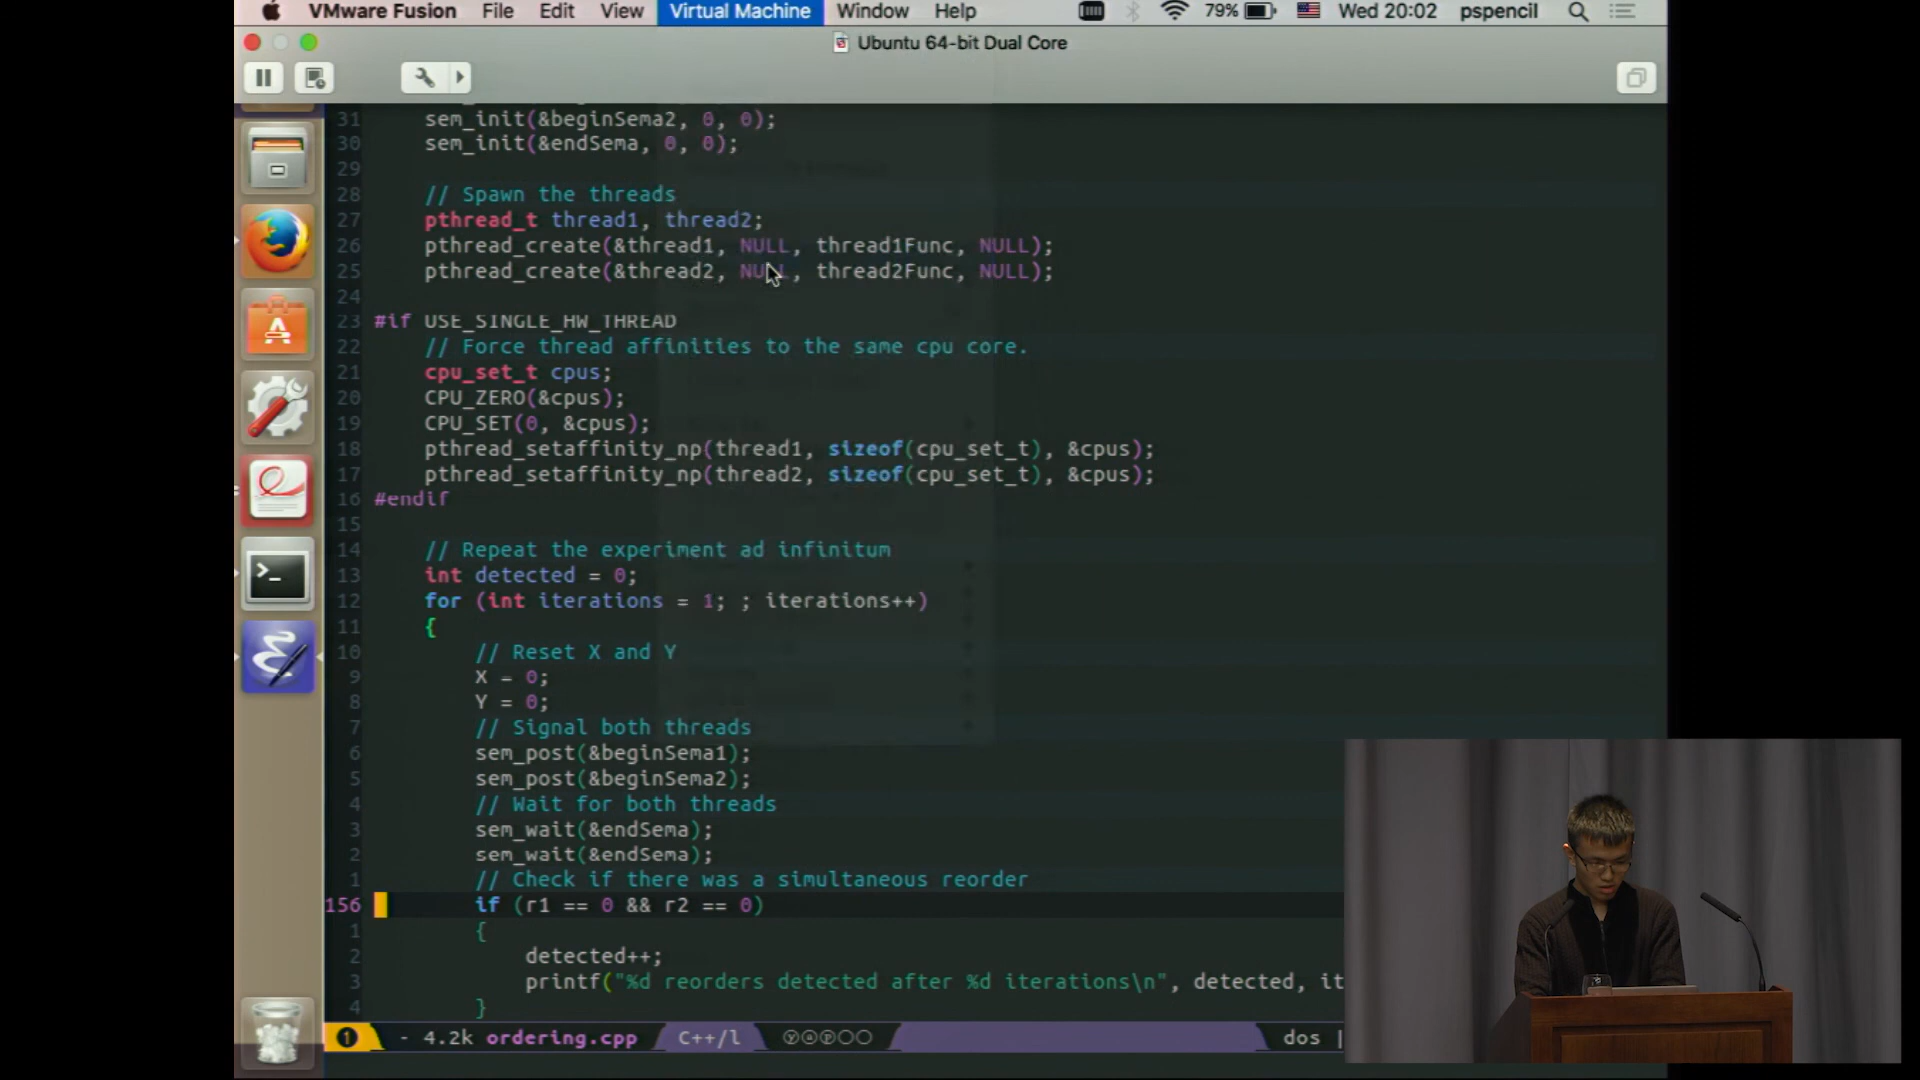 VMware Fusion File Edit View Virtual Machine Window Help 79% Wed 20:02 pspencil
Ubuntu 64-bit Dual Core
31 sem_init(&beginSema2, 0, 0);
30 sem_init(&endSema, 0, 0);
29
28 // Spawn the threads
27 pthread_t thread1, thread2;
26 pthread_create(&thread1, NULL, thread1Func, NULL);
25 pthread_create(&thread2, NULL, thread2Func, NULL);
24
23 #if USE_SINGLE_HW_THREAD
22 // Force thread affinities to the same cpu core.
21 cpu_set_t cpus;
20 CPU_ZERO(&cpus);
19 CPU_SET(0, &cpus);
18 pthread_setaffinity_np(thread1, sizeof(cpu_set_t), &cpus);
17 pthread_setaffinity_np(thread2, sizeof(cpu_set_t), &cpus);
16 #endif
15
14 // Repeat the experiment ad infinitum
13 int detected = 0;
12 for (int iterations = 1; ; iterations++)
11 {
10 // Reset X and Y
9 X = 0;
8 Y = 0;
7 // Signal both threads
6 sem_post(&beginSema1);
5 sem_post(&beginSema2);
4 // Wait for both threads
3 sem_wait(&endSema);
2 sem_wait(&endSema);
1 // Check if there was a simultaneous reorder
156 if (r1 == 0 && r2 == 0)
1 {
2 detected++;
3 printf("%d reorders detected after %d iterations\n", detected, it
4 }
1 - 4.2k ordering.cpp C++/l ⓨⓐⓟ dos |